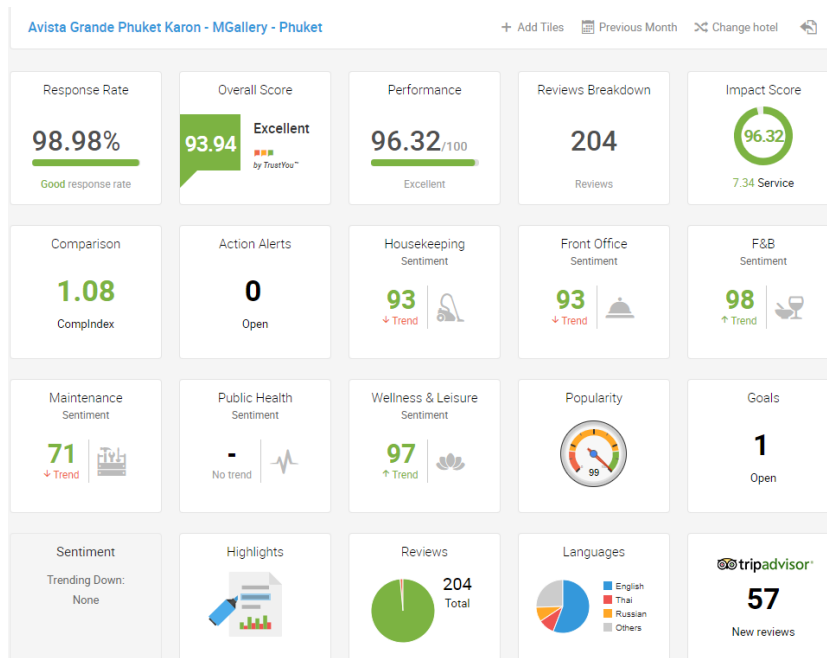 Avista Grande Phuket Karon - MGallery - Phuket
+ Add Tiles
Previous Month
Change hotel
Response Rate
98.98%
Good response rate
Overall Score
93.94
Excellent
by TrustYou™
Performance
96.32/100
Excellent
Reviews Breakdown
204
Reviews
Impact Score
96.32
7.34 Service
Comparison
1.08
CompIndex
Action Alerts
0
Open
Housekeeping
Sentiment
93
↓ Trend
Front Office
Sentiment
93
↓ Trend
F&B
Sentiment
98
↑ Trend
Maintenance
Sentiment
71
↓ Trend
Public Health
Sentiment
-
No trend
Wellness & Leisure
Sentiment
97
↑ Trend
Popularity
99
Goals
1
Open
Sentiment
Trending Down:
None
Highlights
Reviews
204
Total
Languages
English
Thai
Russian
Others
tripadvisor
57
New reviews